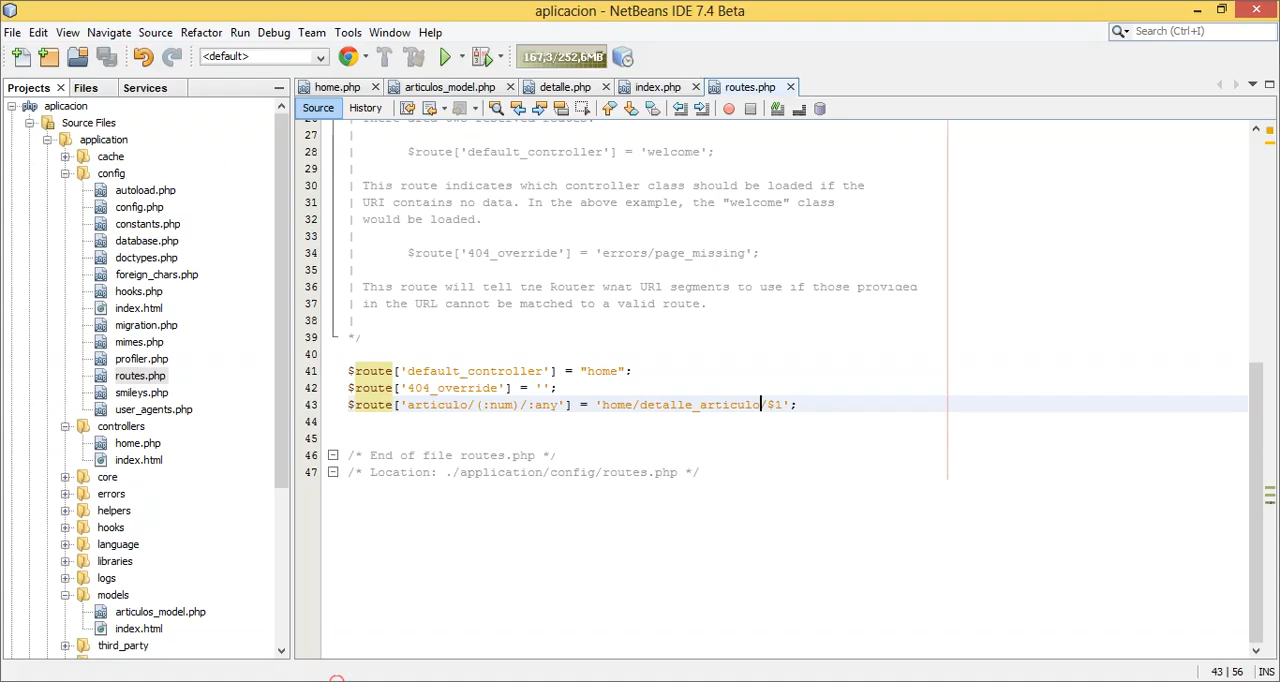 aplicacion - NetBeans IDE 7.4 Beta
File Edit View Navigate Source Refactor Run Debug Team Tools Window Help
Search (Ctrl+I)
<default>
167,3/252,6MB
Projects
Files
Services
home.php
articulos_model.php
detalle.php
index.php
routes.php
Source
History
aplicacion
Source Files
application
cache
config
autoload.php
config.php
constants.php
database.php
doctypes.php
foreign_chars.php
hooks.php
index.html
migration.php
mimes.php
profiler.php
routes.php
smileys.php
user_agents.php
controllers
home.php
index.html
core
errors
helpers
hooks
language
libraries
logs
models
articulos_model.php
index.html
third_party
27 |
28 | $route['default_controller'] = 'welcome';
29 |
30 | This route indicates which controller class should be loaded if the
31 | URI contains no data. In the above example, the "welcome" class
32 | would be loaded.
33 |
34 | $route['404_override'] = 'errors/page_missing';
35 |
36 | This route will tell the Router what URI segments to use if those provided
37 | in the URL cannot be matched to a valid route.
38 |
39 */
40
41 $route['default_controller'] = "home";
42 $route['404_override'] = '';
43 $route['articulo/(:num)/:any'] = 'home/detalle_articulo/$1';
44
45
46 /* End of file routes.php */
47 /* Location: ./application/config/routes.php */
43 | 56 INS